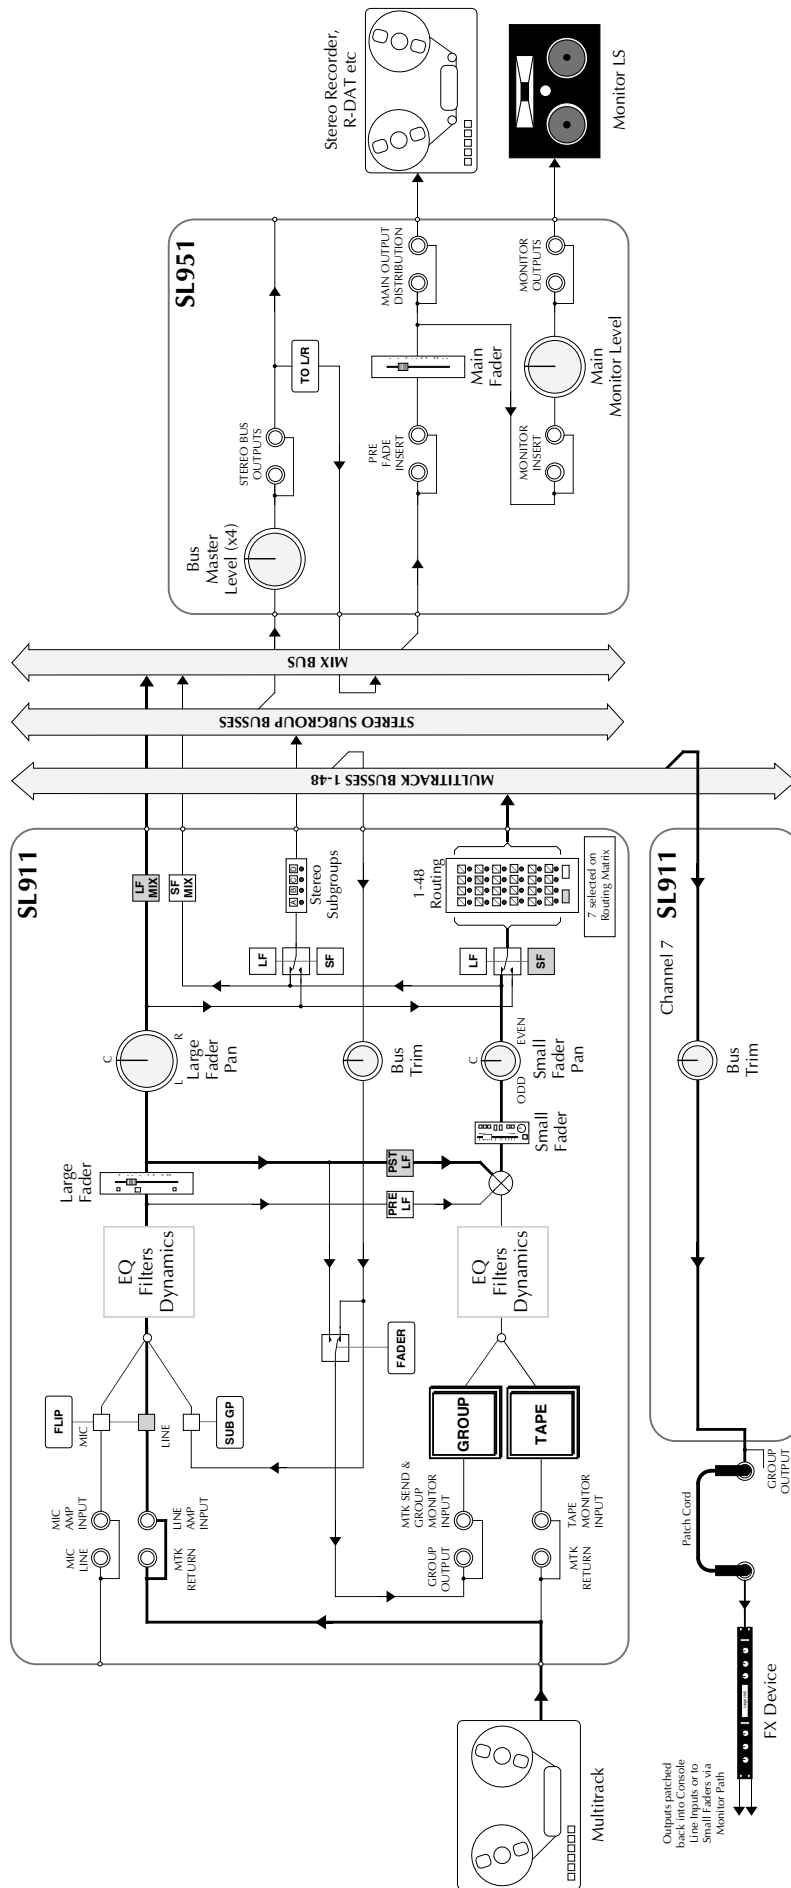 SL911
MIC
LINE
MIC
AMP
INPUT
MTK
RETURN
LINE
AMP
INPUT
FLIP
MIC
LINE
SUB GP
EQ
Filters
Dynamics
Large
Fader
C
L
R
Large
Fader
Pan
LF
MIX
SF
MIX
PRE
LF
PST
LF
FADER
Bus
Trim
LF
SF
A B C D
Stereo
Subgroups
GROUP
OUTPUT
MTK SEND &
GROUP
MONITOR
INPUT
MTK
RETURN
TAPE
MONITOR
INPUT
GROUP
TAPE
EQ
Filters
Dynamics
Small
Fader
C
ODD
EVEN
Small
Fader
Pan
LF
SF
1-48
Routing
7 selected on
Routing Matrix
Multitrack
MULTITRACK BUSSES 1-48
STEREO SUBGROUP BUSSES
MIX BUS
SL951
Bus
Master
Level (x4)
STEREO BUS
OUTPUTS
TO L/R
PRE
FADE
INSERT
Main
Fader
MAIN OUTPUT
DISTRIBUTION
MONITOR
INSERT
Main
Monitor Level
MONITOR
OUTPUTS
Stereo Recorder,
R-DAT etc
Monitor LS
Channel 7
SL911
Bus
Trim
GROUP
OUTPUT
Patch Cord
FX Device
Outputs patched
back into Console
Line Inputs or to
Small Faders via
Monitor Path